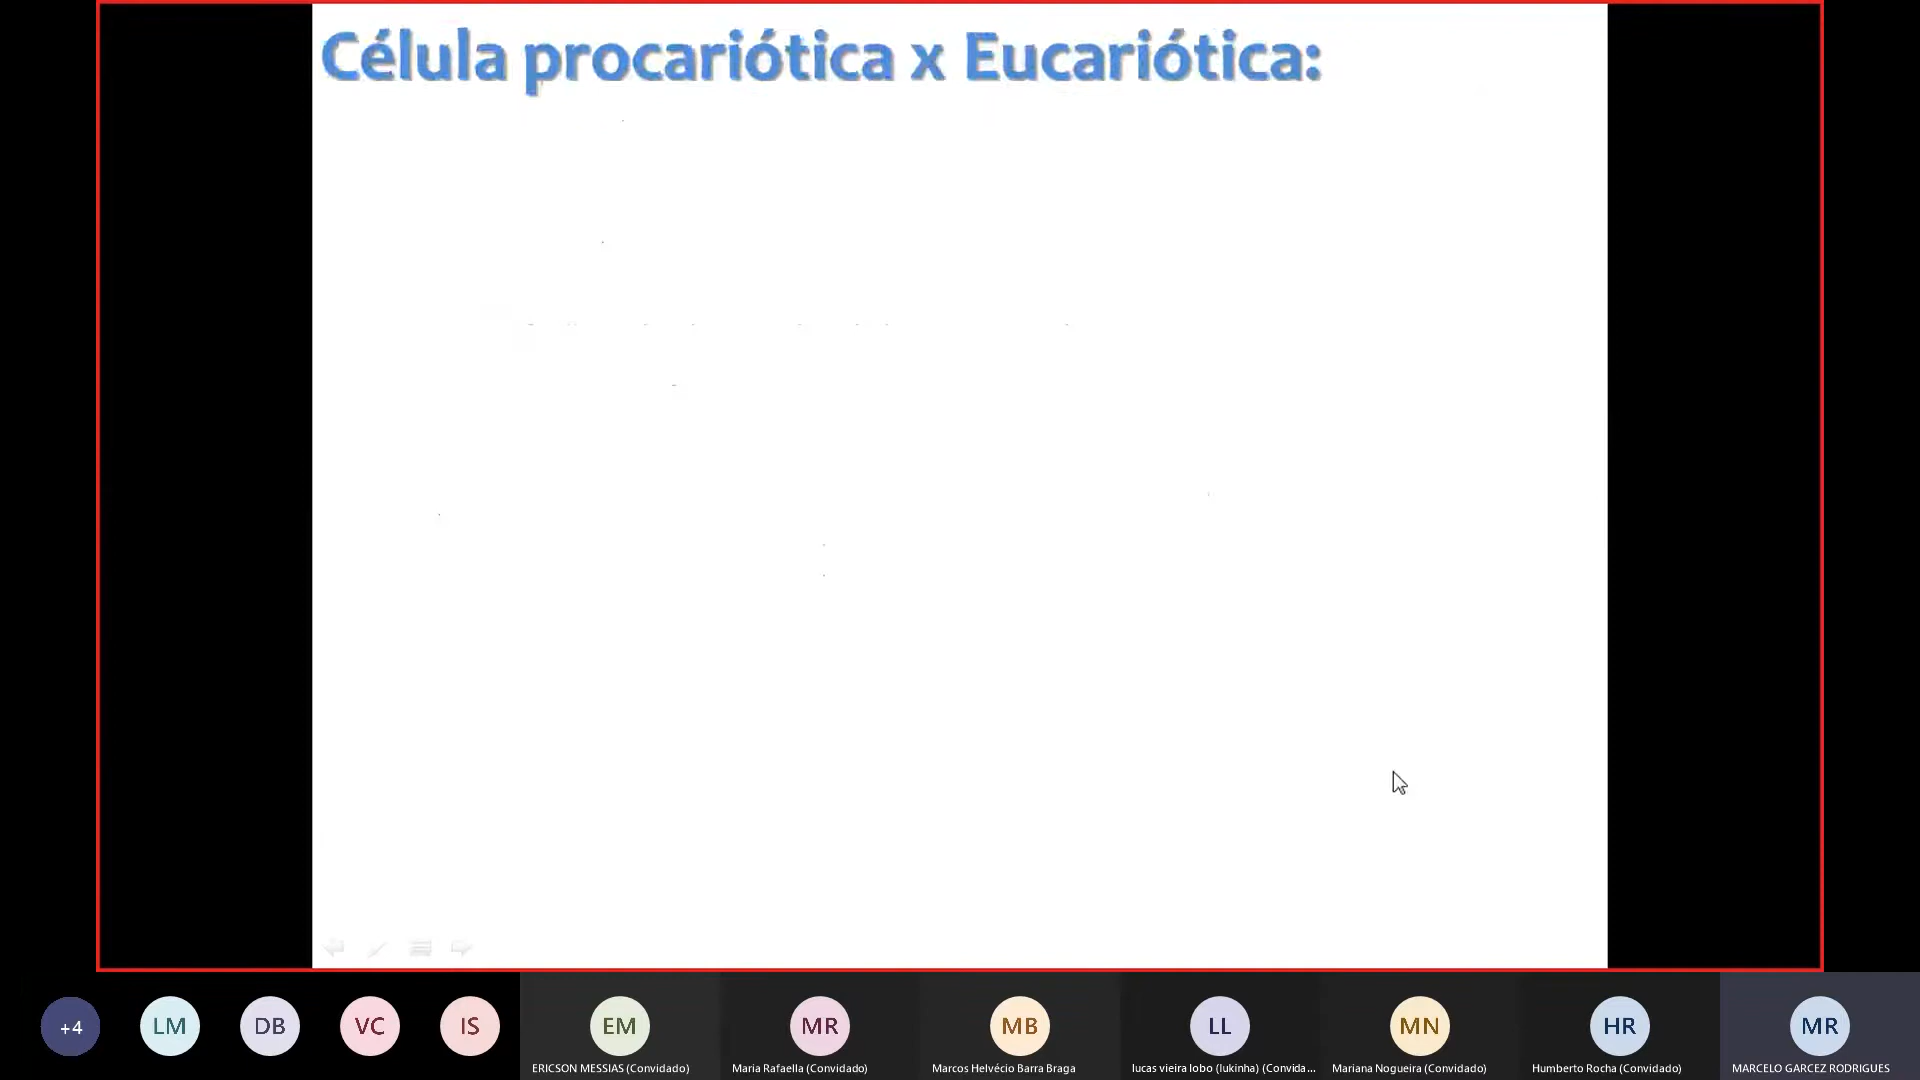 Célula procariótica x Eucariótica:
+4
LM
DB
VC
IS
EM
MR
MB
LL
MN
HR
MR
ERICSON MESSIAS (Convidado)
Maria Rafaella (Convidado)
Marcos Helvécio Barra Braga
lucas vieira lobo (lukinha) (Convida...
Mariana Nogueira (Convidado)
Humberto Rocha (Convidado)
MARCELO GARCEZ RODRIGUES